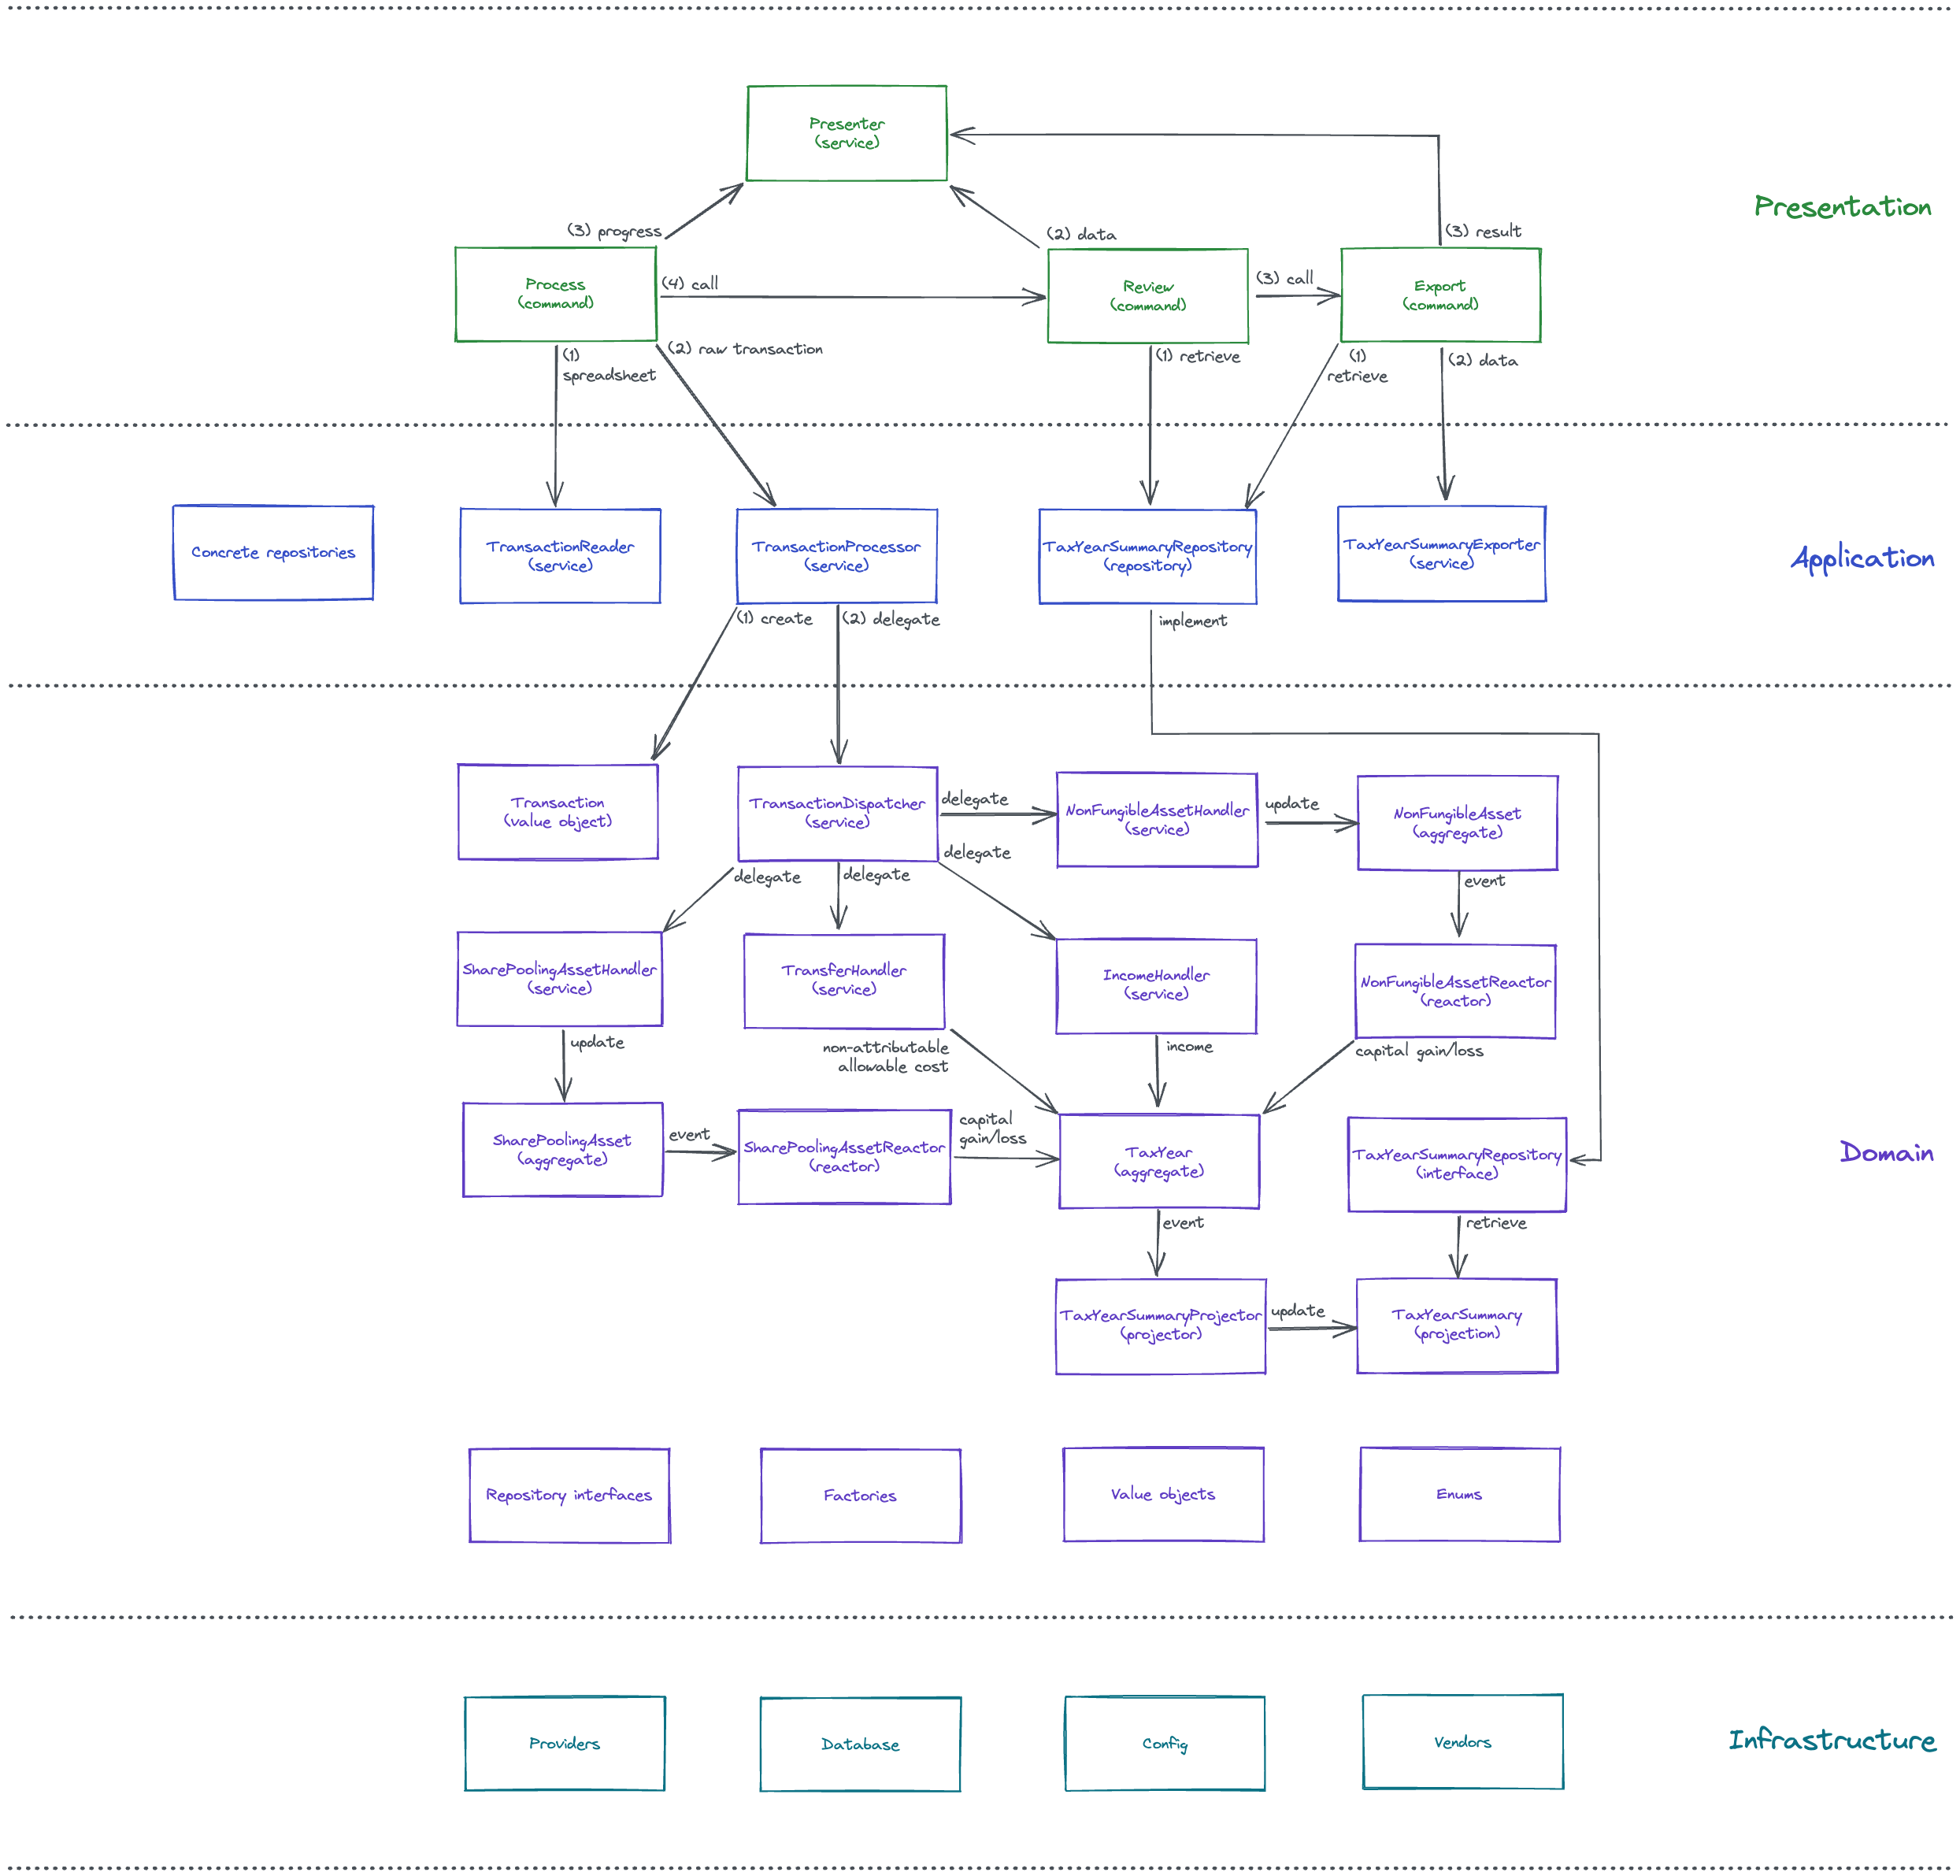 Presenter
(service)
Presentation
(3) progress
(2) data
(3) result
Process
(command)
(4) call
Review
(command)
(3) call
Export
(command)
(1)
spreadsheet
(2) raw transaction
(1) retrieve
(1)
retrieve
(2) data
Concrete repositories
TransactionReader
(service)
TransactionProcessor
(service)
TaxYearSummaryRepository
(repository)
TaxYearSummaryExporter
(service)
Application
(1) create
(2) delegate
implement
Transaction
(value object)
TransactionDispatcher
(service)
delegate
NonFungibleAssetHandler
(service)
update
NonFungibleAsset
(aggregate)
delegate
delegate
delegate
event
SharePoolingAssetHandler
(service)
TransferHandler
(service)
IncomeHandler
(service)
NonFungibleAssetReactor
(reactor)
update
non-attributable
allowable cost
income
capital gain/loss
SharePoolingAsset
(aggregate)
event
SharePoolingAssetReactor
(reactor)
capital
gain/loss
TaxYear
(aggregate)
TaxYearSummaryRepository
(interface)
Domain
event
retrieve
TaxYearSummaryProjector
(projector)
update
TaxYearSummary
(projection)
Repository interfaces
Factories
Value objects
Enums
Providers
Database
Config
Vendors
Infrastructure